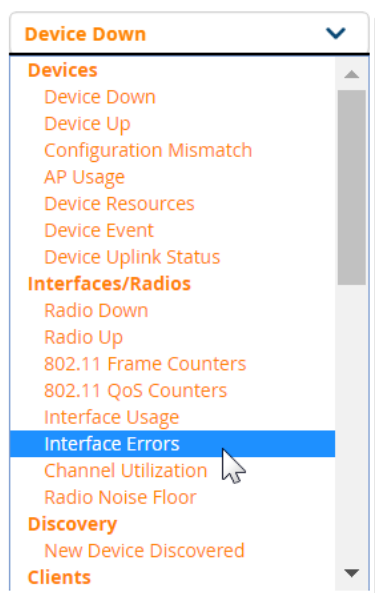 Device Down
Devices
Device Down
Device Up
Configuration Mismatch
AP Usage
Device Resources
Device Event
Device Uplink Status
Interfaces/Radios
Radio Down
Radio Up
802.11 Frame Counters
802.11 QoS Counters
Interface Usage
Interface Errors
Channel Utilization
Radio Noise Floor
Discovery
New Device Discovered
Clients